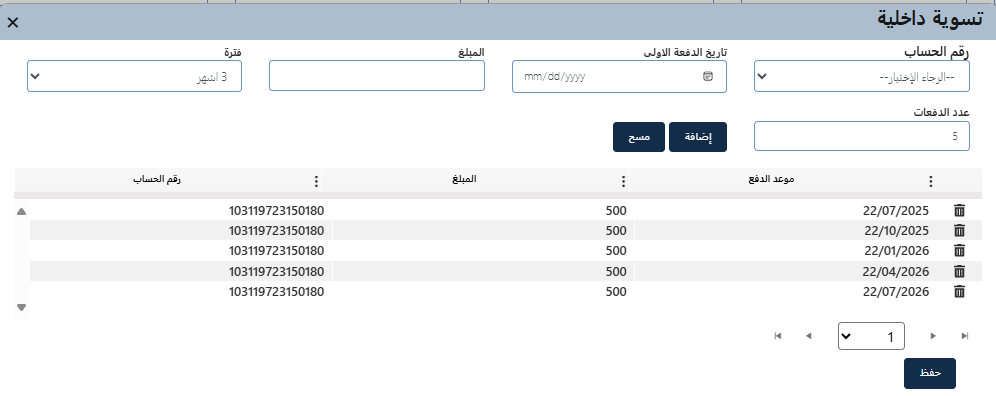 تسوية داخلية ×
رقم الحساب تاريخ الدفعة الاولى المبلغ فترة
--الرجاء الإختيار-- mm/dd/yyyy 3 اشهر
عدد الدفعات
5 إضافة مسح
موعد الدفع المبلغ رقم الحساب
22/07/2025 500 103119723150180
22/10/2025 500 103119723150180
22/01/2026 500 103119723150180
22/04/2026 500 103119723150180
22/07/2026 500 103119723150180
1
حفظ